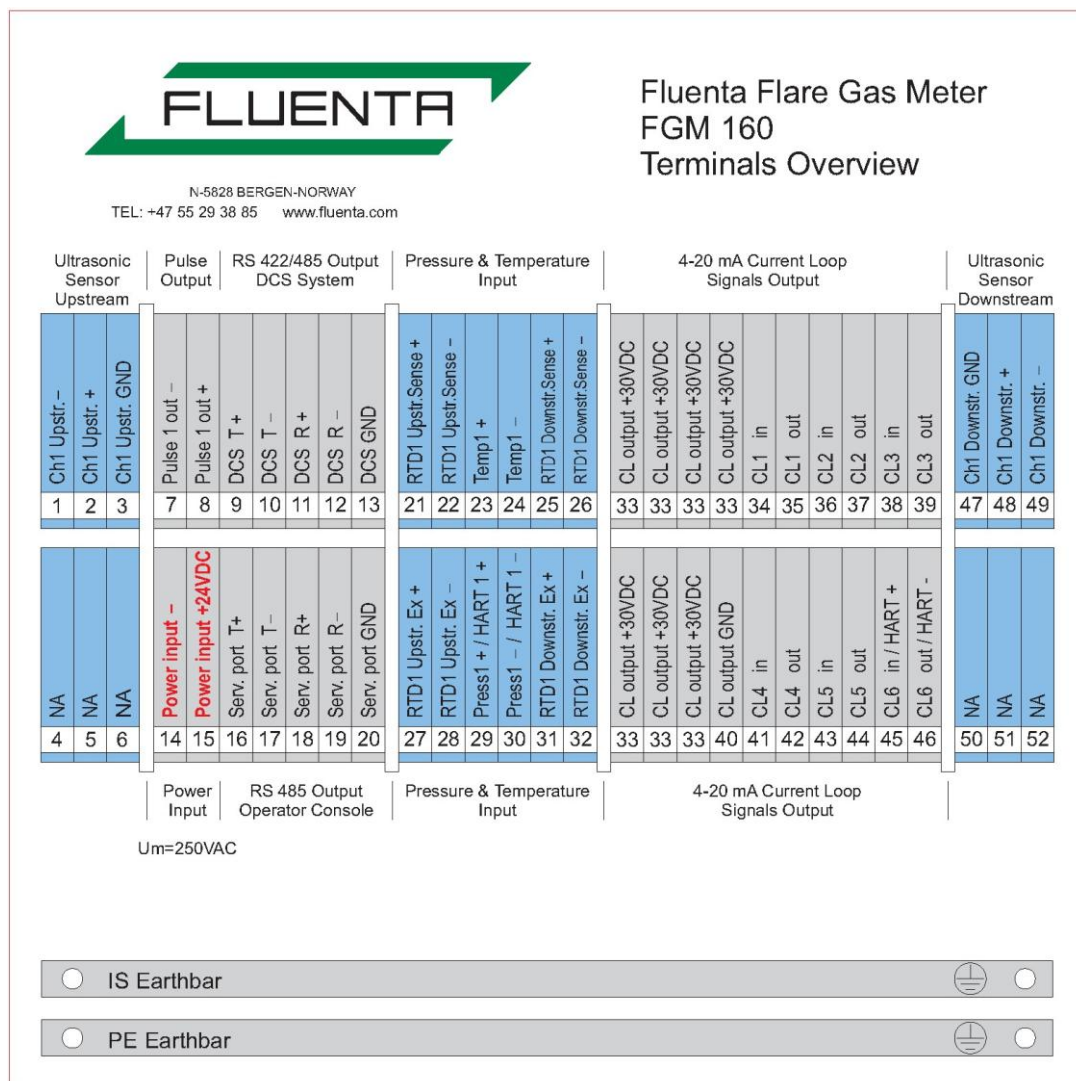 FLUENTA
Fluenta Flare Gas Meter
FGM 160
Terminals Overview
N-5828 BERGEN-NORWAY
TEL: +47 55 29 38 85 www.fluenta.com
Ultrasonic
Sensor
Upstream
Pulse
Output
RS 422/485 Output
DCS System
Pressure & Temperature
Input
4-20 mA Current Loop
Signals Output
Ultrasonic
Sensor
Downstream
Ch1 Upstr. –
Ch1 Upstr. +
Ch1 Upstr. GND
Pulse 1 out –
Pulse 1 out +
DCS T +
DCS T –
DCS R+
DCS R –
DCS GND
RTD1 Upstr.Sense +
RTD1 Upstr.Sense –
Temp1 +
Temp1 –
RTD1 Downstr.Sense +
RTD1 Downstr.Sense –
CL output +30VDC
CL output +30VDC
CL output +30VDC
CL output +30VDC
CL1 in
CL1 out
CL2 in
CL2 out
CL3 in
CL3 out
Ch1 Downstr. GND
Ch1 Downstr. +
Ch1 Downstr. –
1 2 3 7 8 9 10 11 12 13 21 22 23 24 25 26 33 33 33 33 34 35 36 37 38 39 47 48 49
NA
NA
NA
Power input –
Power input +24VDC
Serv. port T+
Serv. port T–
Serv. port R+
Serv. port R–
Serv. port GND
RTD1 Upstr. Ex +
RTD1 Upstr. Ex –
Press1 + / HART 1 +
Press1 – / HART 1 –
RTD1 Downstr. Ex +
RTD1 Downstr. Ex –
CL output +30VDC
CL output +30VDC
CL output +30VDC
CL output GND
CL4 in
CL4 out
CL5 in
CL5 out
CL6 in / HART +
CL6 out / HART -
NA
NA
NA
4 5 6 14 15 16 17 18 19 20 27 28 29 30 31 32 33 33 33 40 41 42 43 44 45 46 50 51 52
Power
Input
RS 485 Output
Operator Console
Pressure & Temperature
Input
4-20 mA Current Loop
Signals Output
Um=250VAC
IS Earthbar
PE Earthbar